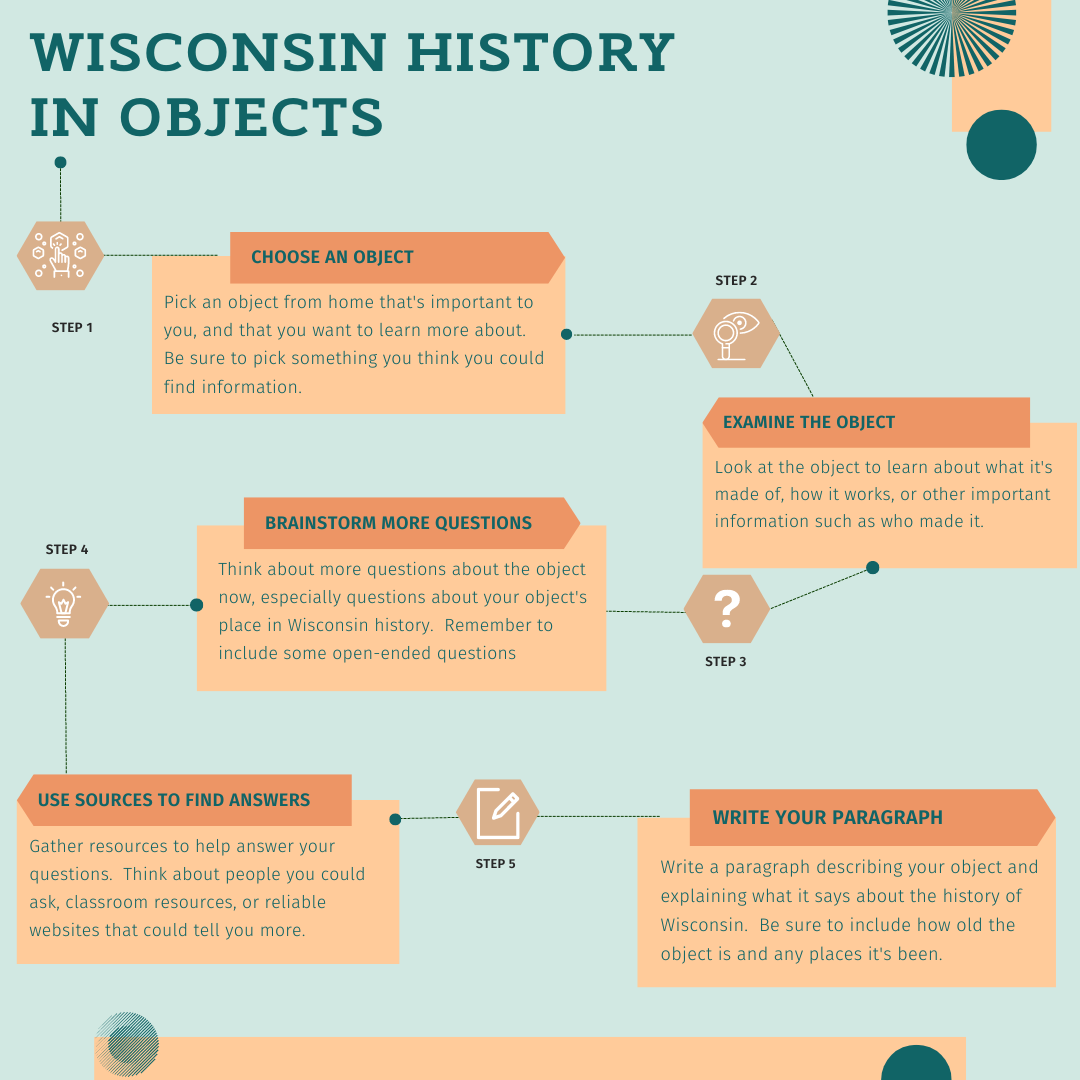 WISCONSIN HISTORY
IN OBJECTS
STEP 1
CHOOSE AN OBJECT
Pick an object from home that's important to
you, and that you want to learn more about.
Be sure to pick something you think you could
find information.
STEP 2
EXAMINE THE OBJECT
Look at the object to learn about what it's
made of, how it works, or other important
information such as who made it.
?
STEP 3
BRAINSTORM MORE QUESTIONS
Think about more questions about the object
now, especially questions about your object's
place in Wisconsin history.  Remember to
include some open-ended questions
STEP 4
USE SOURCES TO FIND ANSWERS
Gather resources to help answer your
questions.  Think about people you could
ask, classroom resources, or reliable
websites that could tell you more.
STEP 5
WRITE YOUR PARAGRAPH
Write a paragraph describing your object and
explaining what it says about the history of
Wisconsin.  Be sure to include how old the
object is and any places it's been.